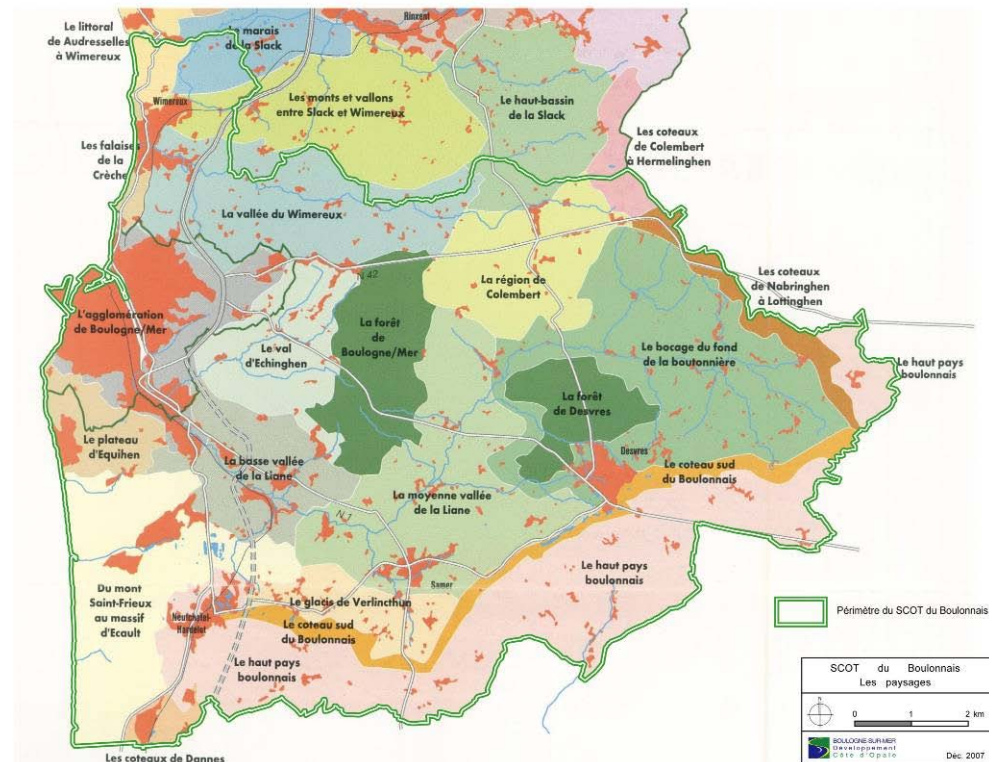 Le littoral
de Audresselles
à Wimereux
Le marais
de la Slack
Rinxent
Les monts et vallons
entre Slack et Wimereux
Le haut-bassin
de la Slack
Wimereux
Les falaises
de la
Crèche
Les coteaux
de Colembert
à Hermelinghen
La vallée du Wimereux
N 42
La région de
Colembert
Les coteaux
de Nabringhen
à Lottinghen
L'agglomération
de Boulogne/Mer
La forêt
de
Boulogne/Mer
Le val
d'Echinghen
Le bocage du fond
de la boutonnière
Le haut pays
boulonnais
La forêt
de Desvres
Le plateau
d'Equihen
Desvres
La basse vallée
de la Liane
Le coteau sud
du Boulonnais
La moyenne vallée
de la Liane
N 1
Le haut pays
boulonnais
Samer
Du mont
Saint-Frieux
au massif
d'Ecault
Neufchatel-
Hardelot
Le glacis de Verlincthun
Le coteau sud
du Boulonnais
Le haut pays
boulonnais
Les coteaux de Dannes
Périmètre du SCOT du Boulonnais
SCOT du Boulonnais
Les paysages
N
0 1 2 km
BOULOGNE-SUR-MER
Développement
Côte d'Opale
Déc. 2007